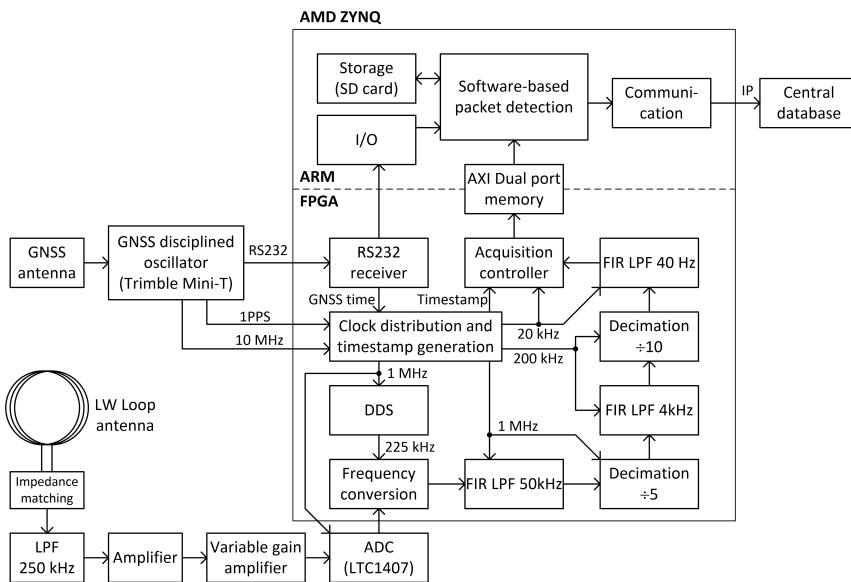 AMD ZYNQ
Storage
(SD card)
Software-based
packet detection
Communi-
cation
IP
Central
database
I/O
ARM
FPGA
AXI Dual port
memory
GNSS
antenna
GNSS disciplined
oscillator
(Trimble Mini-T)
RS232
RS232
receiver
Acquisition
controller
FIR LPF 40 Hz
GNSS time
Timestamp
1PPS
10 MHz
Clock distribution and
timestamp generation
20 kHz
200 kHz
Decimation
÷10
1 MHz
LW Loop
antenna
DDS
FIR LPF 4kHz
225 kHz
1 MHz
Impedance
matching
Frequency
conversion
FIR LPF 50kHz
Decimation
÷5
LPF
250 kHz
Amplifier
Variable gain
amplifier
ADC
(LTC1407)